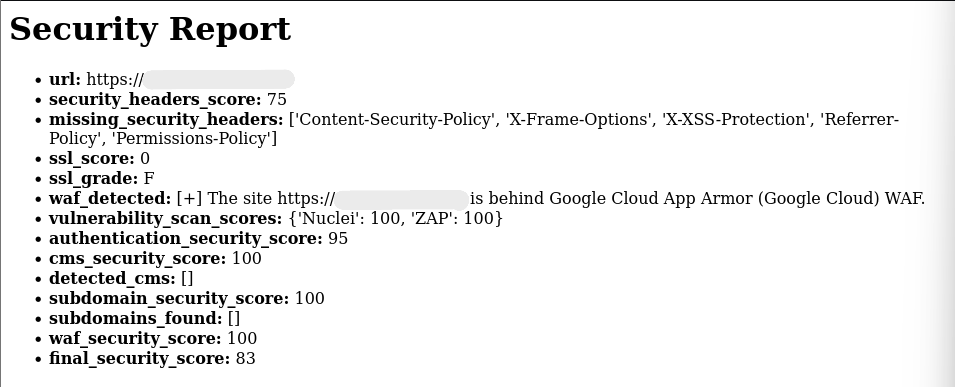 Security Report
• url: https://
• security_headers_score: 75
• missing_security_headers: ['Content-Security-Policy', 'X-Frame-Options', 'X-XSS-Protection', 'Referrer-
Policy', 'Permissions-Policy']
• ssl_score: 0
• ssl_grade: F
• waf_detected: [+] The site https:// is behind Google Cloud App Armor (Google Cloud) WAF.
• vulnerability_scan_scores: {'Nuclei': 100, 'ZAP': 100}
• authentication_security_score: 95
• cms_security_score: 100
• detected_cms: []
• subdomain_security_score: 100
• subdomains_found: []
• waf_security_score: 100
• final_security_score: 83